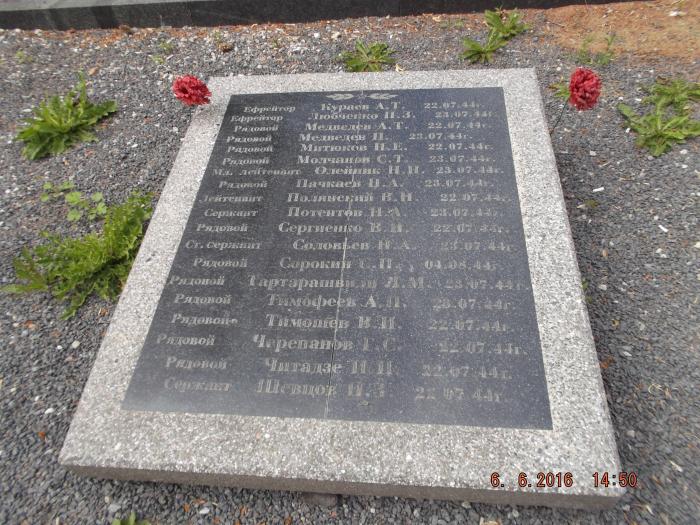 Ефрейтор Кураев А.Т. 22.07.44г.
Ефрейтор Любченко П.З. 23.07.44г.
Рядовой Медведев А.Т. 22.07.44г.
Рядовой Медведев П. 23.07.44г.
Рядовой Митюков Н.Е. 22.07.44г.
Рядовой Молчанов С.Т. 23.07.44г.
Мл. лейтенант Олейник Н.И. 23.07.44г.
Рядовой Пачкаев П.А. 23.07.44г.
Лейтенант Полянский В.И. 22.07.44г.
Сержант Потентов Н.А. 23.07.44г.
Рядовой Сергиенко В.И. 22.07.44г.
Ст. сержант Соловьев Н.А. 23.07.44г.
Рядовой Сорокин С.П. 04.08.44г.
Рядовой Тартарашвили Л.М. 23.07.44г.
Рядовой Тимофеев А.П. 23.07.44г.
Рядовой Тимошев В.И. 22.07.44г.
Рядовой Черепанов Г.С. 22.07.44г.
Рядовой Читадзе И.П. 22.07.44г.
Сержант Шевцов И.З 22 07 44г
6. 6.2016 14:50